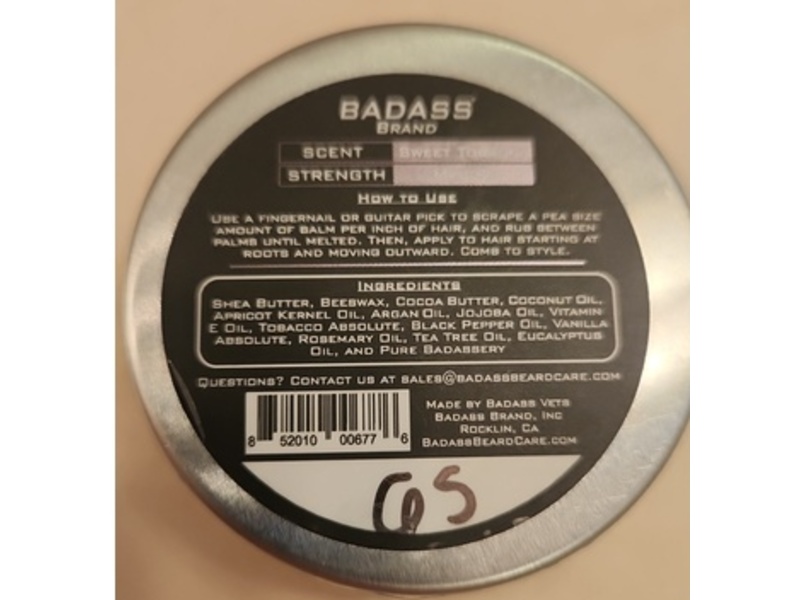 BADASS
BRAND
SCENT SWEET
STRENGTH
HOW TO USE
USE A FINGERNAIL OR GUITAR PICK TO SCRAPE A PEA SIZE
AMOUNT OF BALM PER INCH OF HAIR, AND RUB BETWEEN
PALMS UNTIL MELTED. THEN, APPLY TO HAIR STARTING AT
ROOTS AND MOVING OUTWARD. COMB TO STYLE.
INGREDIENTS
SHEA BUTTER, BEESWAX, COCOA BUTTER, COCONUT OIL,
APRICOT KERNEL OIL, ARGAN OIL, JOJOBA OIL, VITAMIN
E OIL, TOBACCO ABSOLUTE, BLACK PEPPER OIL, VANILLA
ABSOLUTE, ROSEMARY OIL, TEA TREE OIL, EUCALYPTUS
OIL, AND PURE BADASSERY
QUESTIONS? CONTACT US AT SALES@BADASSBEARDCARE.COM
MADE BY BADASS VETS
BADASS BRAND, INC
ROCKLIN, CA
BADASSBEARDCARE.COM
8 52010 00677 6